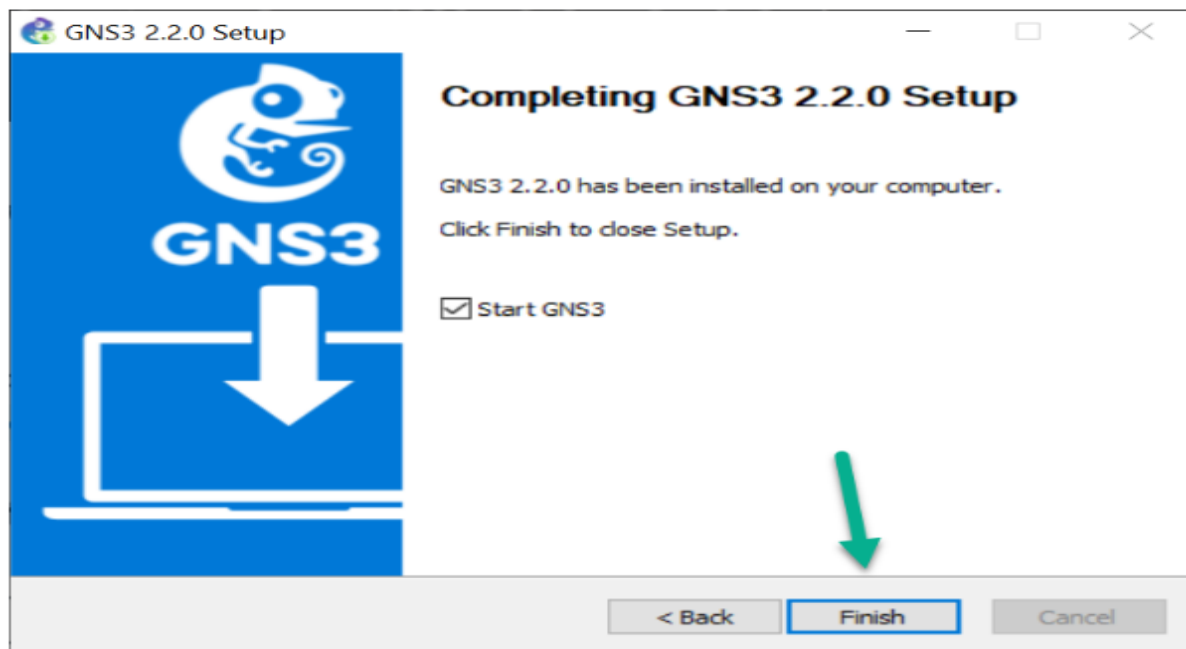 GNS3 2.2.0 Setup
Completing GNS3 2.2.0 Setup
GNS3 2.2.0 has been installed on your computer.
Click Finish to close Setup.
GNS3
Start GNS3
< Back
Finish
Cancel